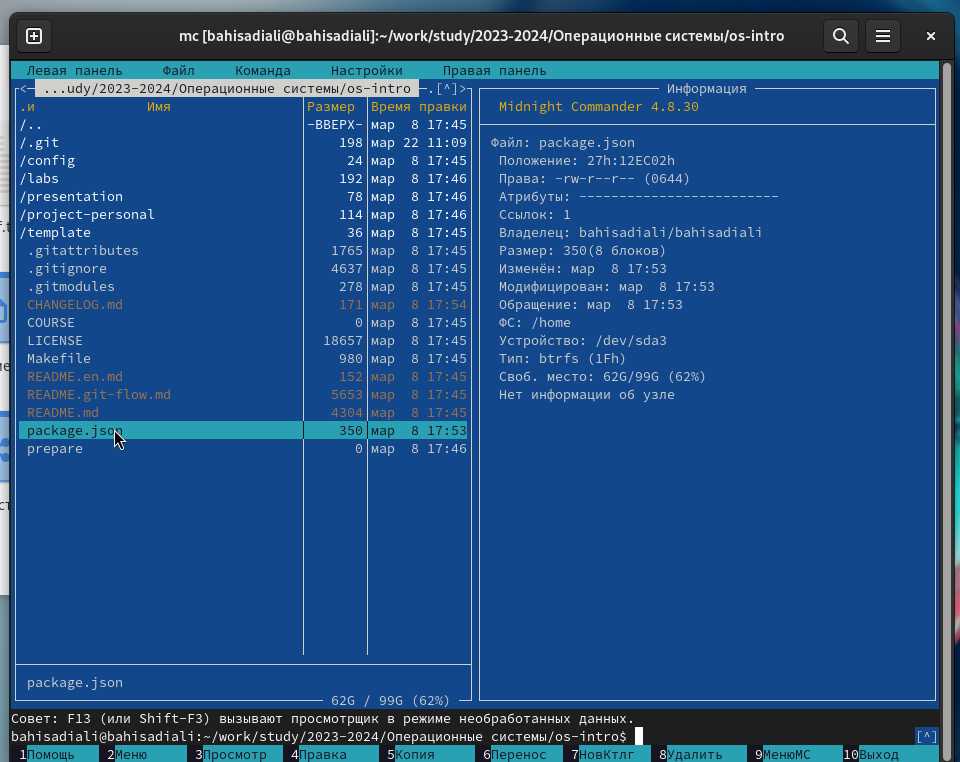 mc [bahisadiali@bahisadiali]:~/work/study/2023-2024/Операционные системы/os-intro
Левая панель Файл Команда Настройки Правая панель
<─ ...udy/2023-2024/Операционные системы/os-intro ─.[^]>
.и Имя Размер Время правки
/.. -ВВЕРХ- мар 8 17:45
/.git 198 мар 22 11:09
/config 24 мар 8 17:45
/labs 192 мар 8 17:46
/presentation 78 мар 8 17:46
/project-personal 114 мар 8 17:46
/template 36 мар 8 17:46
.gitattributes 1765 мар 8 17:45
.gitignore 4637 мар 8 17:45
.gitmodules 278 мар 8 17:45
CHANGELOG.md 171 мар 8 17:54
COURSE 0 мар 8 17:45
LICENSE 18657 мар 8 17:45
Makefile 980 мар 8 17:45
README.en.md 152 мар 8 17:45
README.git-flow.md 5653 мар 8 17:45
README.md 4304 мар 8 17:45
package.json 350 мар 8 17:53
prepare 0 мар 8 17:46
package.json
62G / 99G (62%)
Информация
Midnight Commander 4.8.30
Файл: package.json
Положение: 27h:12EC02h
Права: -rw-r--r-- (0644)
Атрибуты: -------------------------
Ссылок: 1
Владелец: bahisadiali/bahisadiali
Размер: 350(8 блоков)
Изменён: мар 8 17:53
Модифицирован: мар 8 17:53
Обращение: мар 8 17:53
ФС: /home
Устройство: /dev/sda3
Тип: btrfs (1Fh)
Своб. место: 62G/99G (62%)
Нет информации об узле
Совет: F13 (или Shift-F3) вызывают просмотрщик в режиме необработанных данных.
bahisadiali@bahisadiali:~/work/study/2023-2024/Операционные системы/os-intro$ [^]
1Помощь 2Меню 3Просмотр 4Правка 5Копия 6Перенос 7НовКтлг 8Удалить 9МенюMC 10Выход